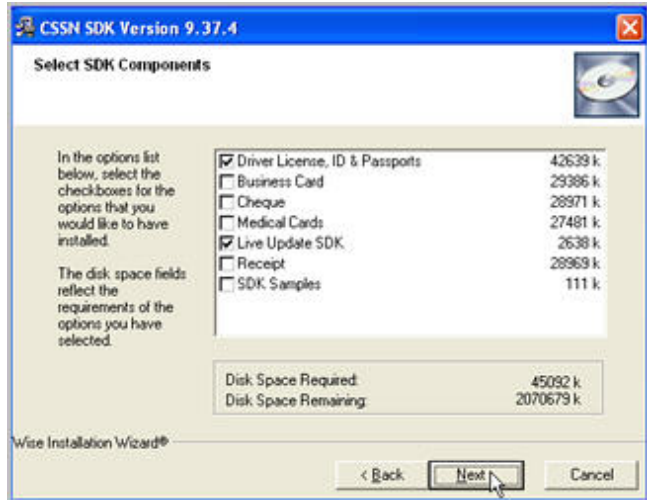 CSSN SDK Version 9.37.4
Select SDK Components
In the options list
below, select the
checkboxes for the
options that you
would like to have
installed.
The disk space fields
reflect the
requirements of the
options you have
selected.
Driver License, ID & Passports 42639 k
Business Card 29386 k
Cheque 28971 k
Medical Cards 27481 k
Live Update SDK 2638 k
Receipt 28969 k
SDK Samples 111 k
Disk Space Required: 45092 k
Disk Space Remaining: 2070679 k
Wise Installation Wizard®
< Back
Next >
Cancel